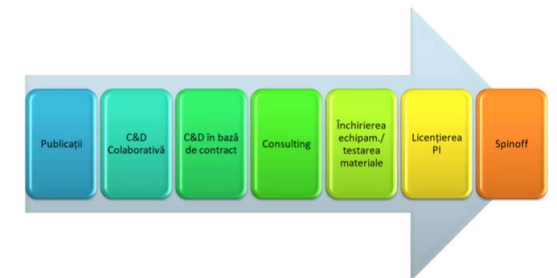 Publicații
C&D
Colaborativă
C&D în bază
de contract
Consulting
Închirierea
echipam./
testarea
materiale
Licențierea
PI
Spinoff